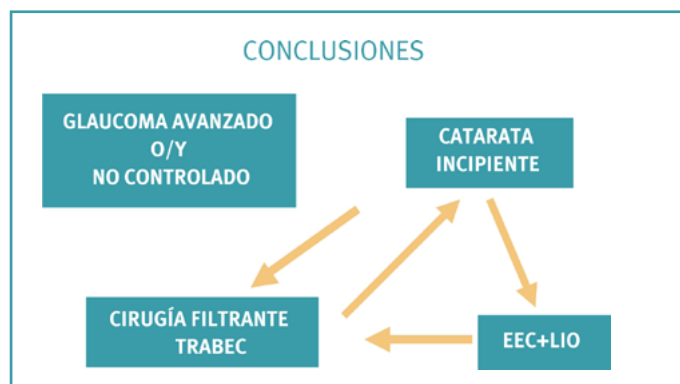 CONCLUSIONES
GLAUCOMA AVANZADO
O/Y
NO CONTROLADO
CATARATA
INCIPIENTE
CIRUGÍA FILTRANTE
TRABEC
EEC+LIO